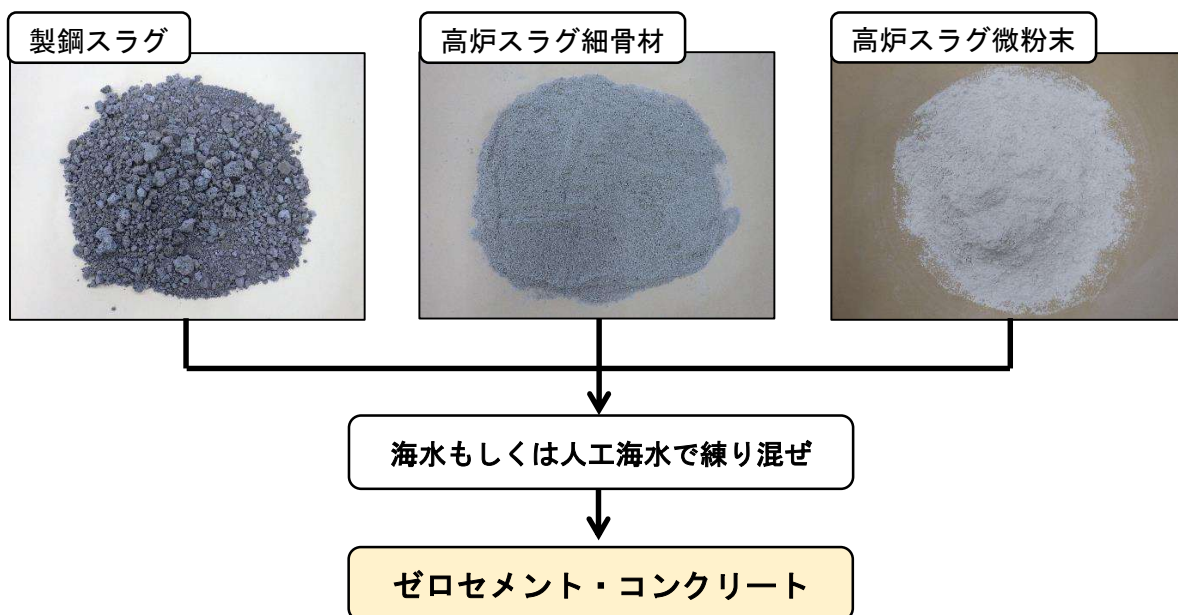 製鋼スラグ
高炉スラグ細骨材
高炉スラグ微粉末
海水もしくは人工海水で練り混ぜ
ゼロセメント・コンクリート